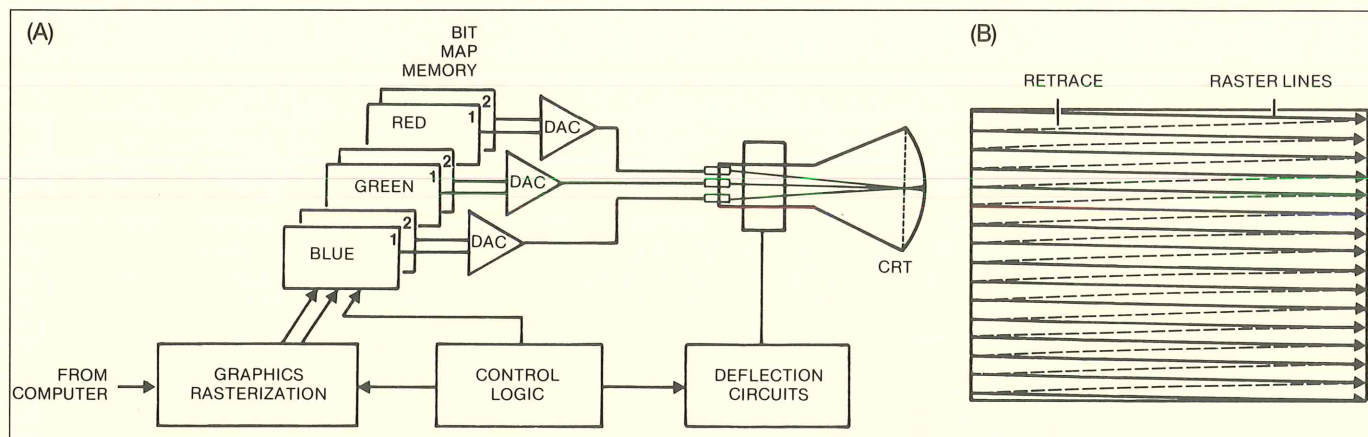 (A)
BIT
MAP
MEMORY
2
1
RED
DAC
2
1
GREEN
DAC
2
1
BLUE
DAC
CRT
FROM
COMPUTER
GRAPHICS
RASTERIZATION
CONTROL
LOGIC
DEFLECTION
CIRCUITS
(B)
RETRACE
RASTER LINES